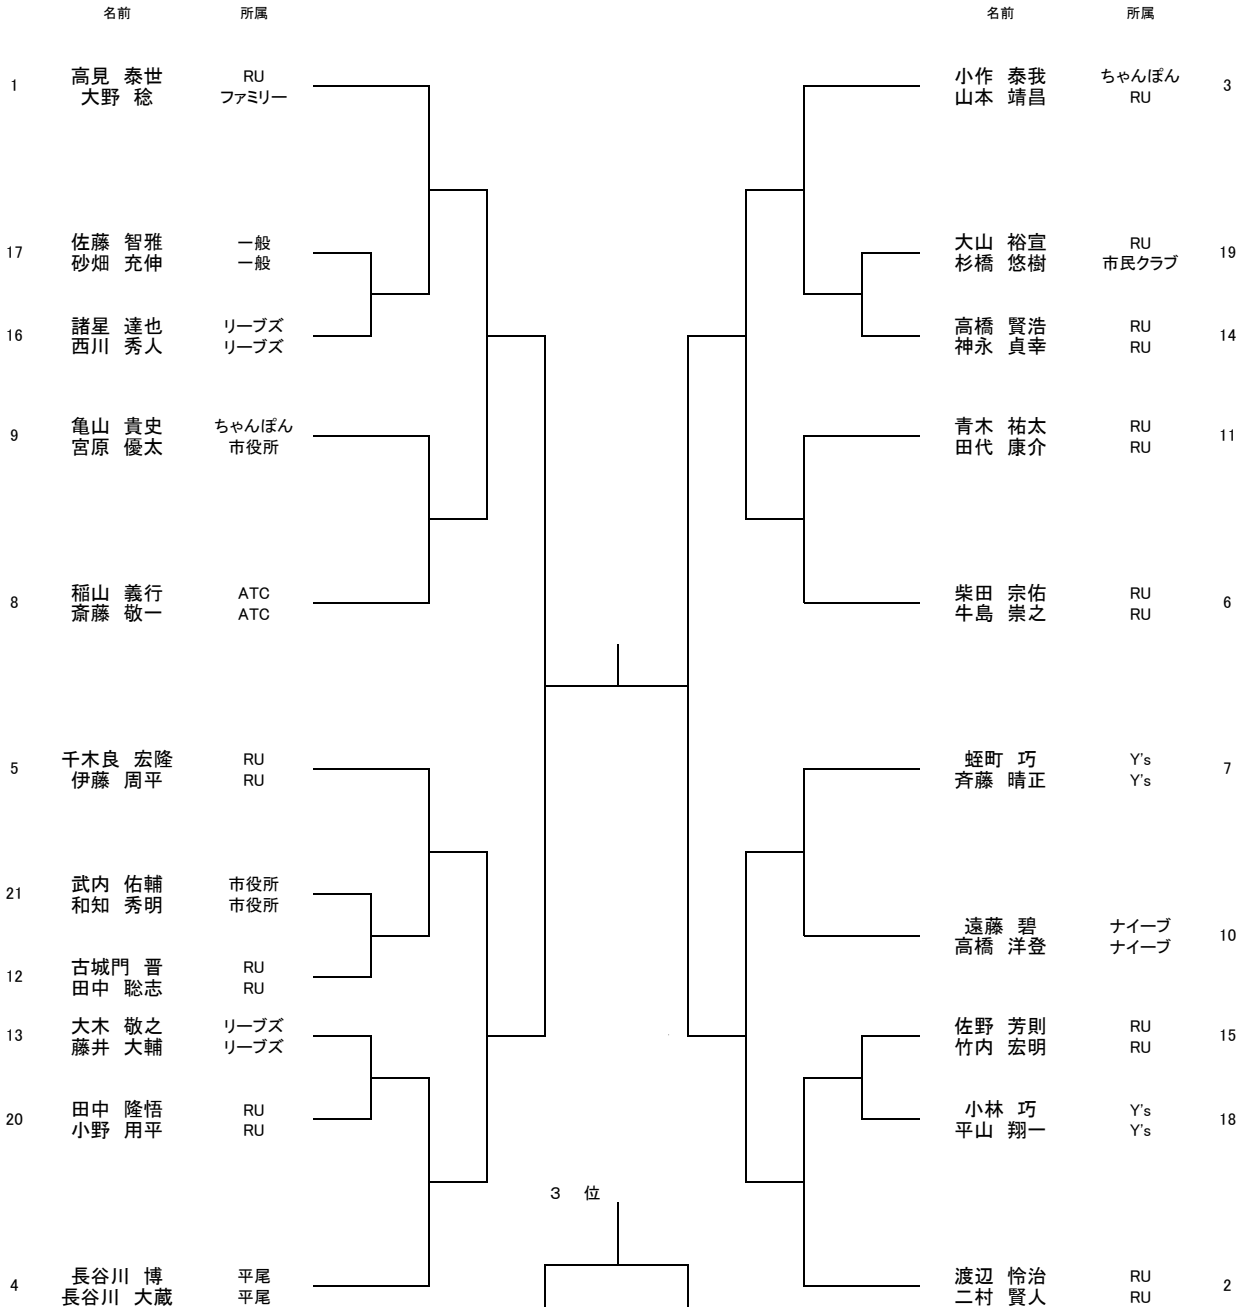 名前 所属 名前 所属
1 高見 泰世 RU
大野 稔 ファミリー
17 佐藤 智雅 一般
砂畑 充伸 一般
16 諸星 達也 リーブズ
西川 秀人 リーブズ
9 亀山 貴史 ちゃんぽん
宮原 優太 市役所
8 稲山 義行 ATC
斎藤 敬一 ATC
5 千木良 宏隆 RU
伊藤 周平 RU
21 武内 佑輔 市役所
和知 秀明 市役所
12 古城門 晋 RU
田中 聡志 RU
13 大木 敬之 リーブズ
藤井 大輔 リーブズ
20 田中 隆悟 RU
小野 用平 RU
4 長谷川 博 平尾
長谷川 大蔵 平尾
小作 泰我 ちゃんぽん 3
山本 靖昌 RU
大山 裕宣 RU 19
杉橋 悠樹 市民クラブ
高橋 賢浩 RU 14
神永 貞幸 RU
青木 祐太 RU 11
田代 康介 RU
柴田 宗佑 RU 6
牛島 崇之 RU
蛭町 巧 Y's 7
斉藤 晴正 Y's
遠藤 碧 ナイーブ 10
高橋 洋登 ナイーブ
佐野 芳則 RU 15
竹内 宏明 RU
小林 巧 Y's 18
平山 翔一 Y's
渡辺 怜治 RU 2
二村 賢人 RU
３ 位